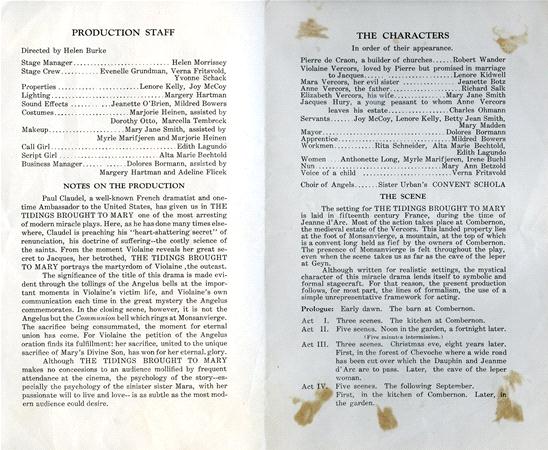 PRODUCTION STAFF
Directed by Helen Burke
Stage Manager..........................Helen Morrissey
Stage Crew..........Evenelle Grundman, Verna Fritsvold,
Yvonne Schack
Properties......................Lenore Kelly, Joy McCoy
Lighting...............................Margery Hartman
Sound Effects........Jeanette O'Brien, Mildred Bowers
Costumes....................Marjorie Heinen, assisted by
Dorothy Otto, Marcella Tembreck
Makeup......................Mary Jane Smith, assisted by
Myrle Marifjeren and Marjorie Heinen
Call Girl................................Edith Lagundo
Script Girl............................Alta Marie Bechtold
Business Manager............Dolores Bormann, assisted by
Margery Hartman and Adeline Flicek
NOTES ON THE PRODUCTION
Paul Claudel, a well-known French dramatist and one-
time Ambassador to the United States, has given us in THE
TIDINGS BROUGHT TO MARY one of the most arresting
of modern miracle plays. Here, as he has done many times else-
where, Claudel is preaching his "heart-shattering secret" of
renunciation, his doctrine of suffering--the costly science of
the saints. From the moment Violaine reveals her great se-
cret to Jacques, her betrothed, THE TIDINGS BROUGHT
TO MARY portrays the martyrdom of Violaine ,the outcast.
The significance of the title of this drama is made evi-
dent through the tollings of the Angelus bells at the impor-
tant moments in Violaine's victim life, and Violaine's own
communication each time in the great mystery the Angelus
commemorates. In the closing scene, however, it is not the
Angelus but the Communion bell which rings at Monsanvierge.
The sacrifice being consummated, the moment for eternal
union has come. For Violaine the petition of the Angelus
oration finds its fulfillment: her sacrifice, united to the unique
sacrifice of Mary's Divine Son, has won for her eternal, glory.
Although THE TIDINGS BROUGHT TO MARY
makes no concessions to an audience mollified by frequent
attendance at the cinema, the psychology of the story--es-
pecially the psychology of the sinister sister Mara, with her
passionate will to live and love-- is as subtle as the most mod-
ern audience could desire.
THE CHARACTERS
In order of their appearance.
Pierre de Craon, a builder of churches.....Robert Wander
Violaine Vercors, loved by Pierre but promised in marriage
to Jacques.........................Lenore Kidwell
Mara Vercors, her evil sister................Jeanette Botz
Anne Vercors, the father....................Richard Salk
Elizabeth Vercors, his wife..............Mary Jane Smith
Jacques Hury, a young peasant to whom Anne Vercors
leaves his estate...................Charles Ohmann
Servants......Joy McCoy, Lenore Kelley, Betty Jean Smith,
Mary Madden
Mayor...............................Dolores Bormann
Apprentice............................Mildred Bowers
Workmen..........Rita Schneider, Alta Marie Bechtold,
Edith Lagundo
Women....Anthonette Long, Myrle Marifjeren, Irene Buchl
Nun................................Mary Ann Betzold
Voice of a child.......................Verna Fritsvold
Choir of Angels......Sister Urban's CONVENT SCHOLA
THE SCENE
The setting for THE TIDINGS BROUGHT TO MARY
is laid in fifteenth century France, during the time of
Jeanne d'Arc. Most of the action takes place at Combernon,
the medieval estate of the Vercors. This landed property lies
at the foot of Monsanvierge, a mountain, at the top of which
is a convent long held as fief by the owners of Combernon.
The presence of Monsanvierge is felt throughout the play,
even when the scene takes us as far as the cave of the leper
at Geyn.
Although written for realistic settings, the mystical
character of this miracle drama lends itself to symbolic and
formal stagecraft. For that reason, the present production
follows, for most part, the lines of formalism, the use of a
simple unrepresentative framework for acting.
Prologue: Early dawn. The barn at Combernon.
Act I. Three scenes. The kitchen at Combernon.
Act II. Five scenes. Noon in the garden, a fortnight later.
(Five minutes intermission.)
Act III. Three scenes. Christmas eve, eight years later.
First, in the forest of Chevoche where a wide road
has been cut over which the Dauphin and Jeanne
d'Arc are to pass. Later, the cave of the leper
woman.
Act IV. Five scenes. The following September.
First, in the kitchen of Combernon. Later, in
the garden.